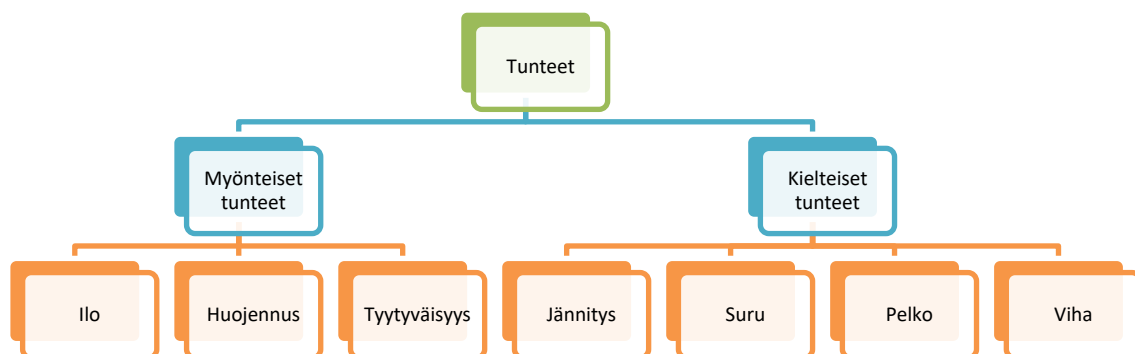 Tunteet
Myönteiset
tunteet
Kielteiset
tunteet
Ilo
Huojennus
Tyytyväisyys
Jännitys
Suru
Pelko
Viha